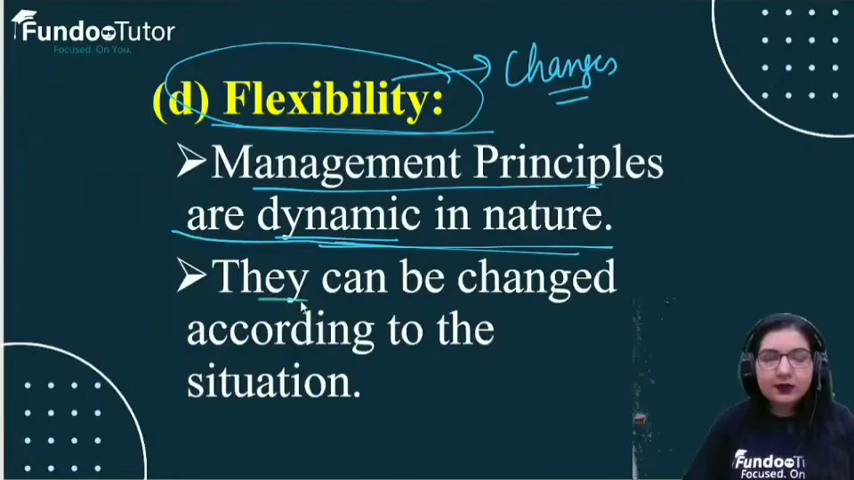 FundooTutor
Focused. On You.
Changes
(d) Flexibility:
➢Management Principles
are dynamic in nature.
➢They can be changed
according to the
situation.
FundooTu
Focused. On